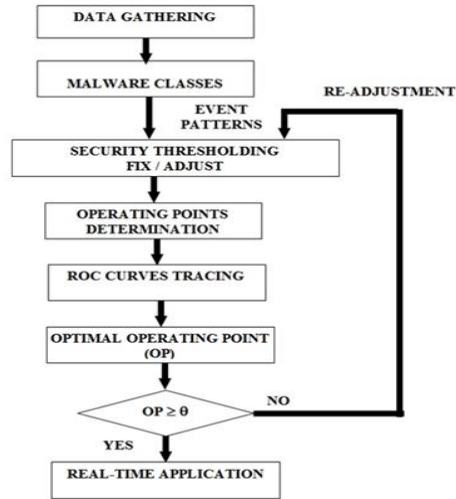 DATA GATHERING
MALWARE CLASSES
RE-ADJUSTMENT
EVENT
PATTERNS
SECURITY THRESHOLDING
FIX / ADJUST
OPERATING POINTS
DETERMINATION
ROC CURVES TRACING
OPTIMAL OPERATING POINT
(OP)
OP ≥ θ
NO
YES
REAL-TIME APPLICATION